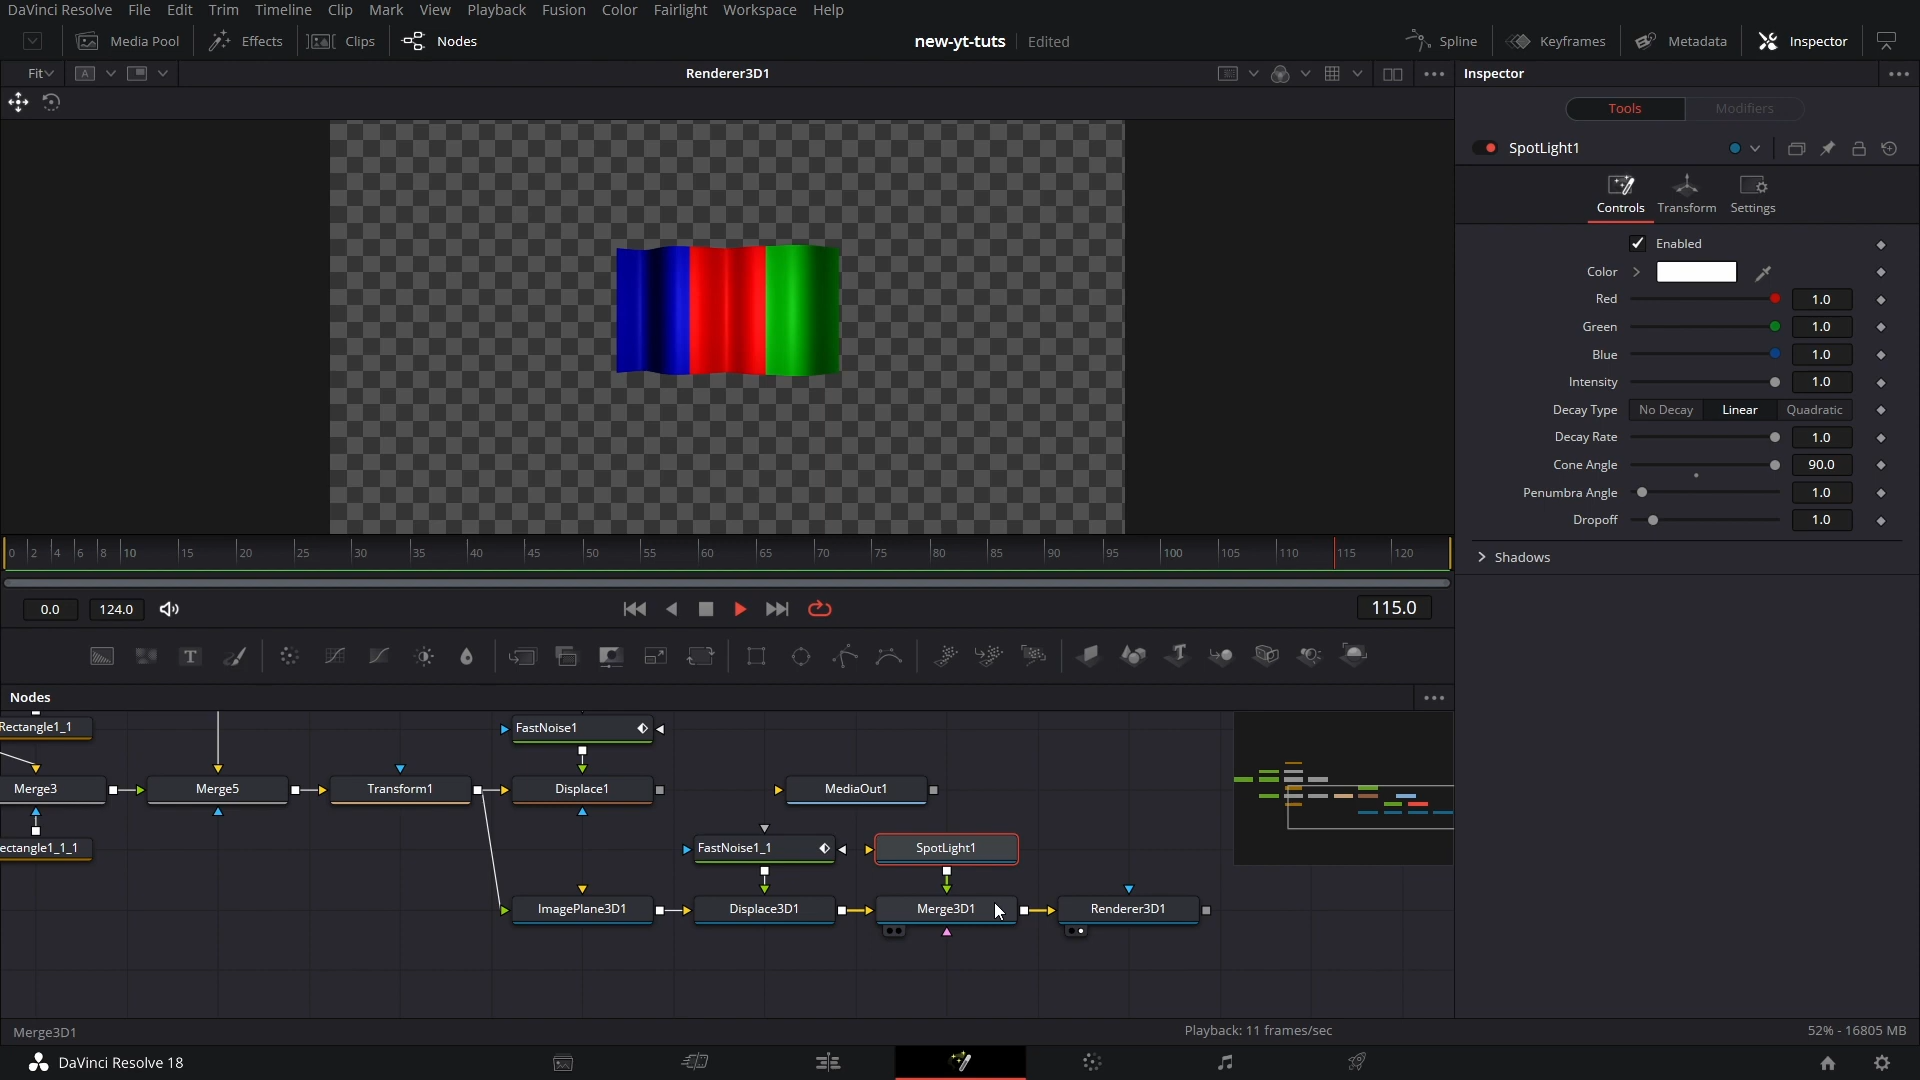 DaVinci Resolve File Edit Trim Timeline Clip Mark View Playback Fusion Color Fairlight Workspace Help
Media Pool Effects Clips Nodes new-yt-tuts Edited Spline Keyframes Metadata Inspector
Fit A Renderer3D1 Inspector
Tools Modifiers
SpotLight1
Controls Transform Settings
Enabled
Color
Red 1.0
Green 1.0
Blue 1.0
Intensity 1.0
Decay Type No Decay Linear Quadratic
Decay Rate 1.0
Cone Angle 90.0
Penumbra Angle 1.0
Dropoff 1.0
Shadows
0 2 4 6 8 10 15 20 25 30 35 40 45 50 55 60 65 70 75 80 85 90 95 100 105 110 115 120
0.0 124.0 115.0
T
Nodes
Rectangle1_1 FastNoise1
Merge3 Merge5 Transform1 Displace1 MediaOut1
ectangle1_1_1 FastNoise1_1 SpotLight1
ImagePlane3D1 Displace3D1 Merge3D1 Renderer3D1
Merge3D1 Playback: 11 frames/sec 52% - 16805 MB
DaVinci Resolve 18